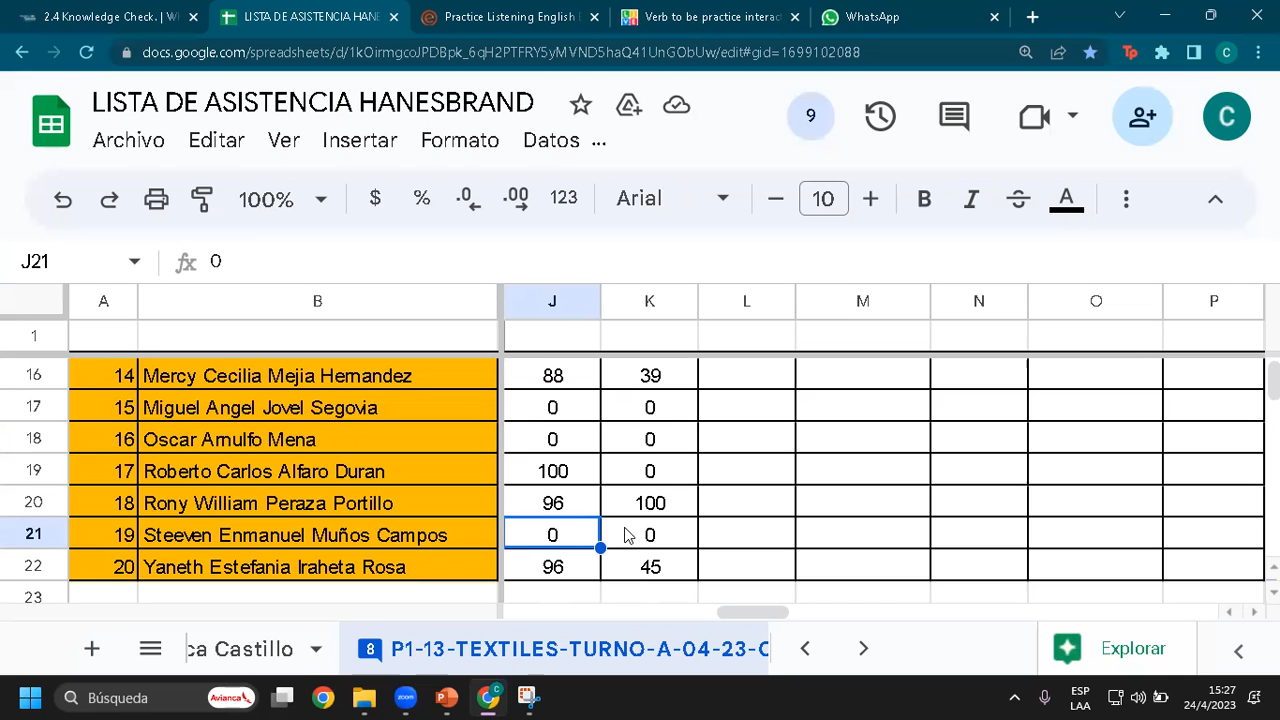 2.4 Knowledge Check. | W
LISTA DE ASISTENCIA HANE
Practice Listening English E
Verb to be practice interac
WhatsApp
docs.google.com/spreadsheets/d/1kOirmgcoJPDBpk_6qH2PTFRY5yMVND5haQ41UnGObUw/edit#gid=1699102088
LISTA DE ASISTENCIA HANESBRAND
9
C
Archivo Editar Ver Insertar Formato Datos ...
100% $ % .0 .00 123 Arial 10 B I S A
J21 fx 0
A B J K L M N O P
1
16 14 Mercy Cecilia Mejia Hernandez 88 39
17 15 Miguel Angel Jovel Segovia 0 0
18 16 Oscar Arnulfo Mena 0 0
19 17 Roberto Carlos Alfaro Duran 100 0
20 18 Rony William Peraza Portillo 96 100
21 19 Steeven Enmanuel Muños Campos 0 0
22 20 Yaneth Estefania Iraheta Rosa 96 45
23
ca Castillo 8 P1-13-TEXTILES-TURNO-A-04-23-C Explorar
Búsqueda Avianca zoom ESP 15:27
LAA 24/4/2023